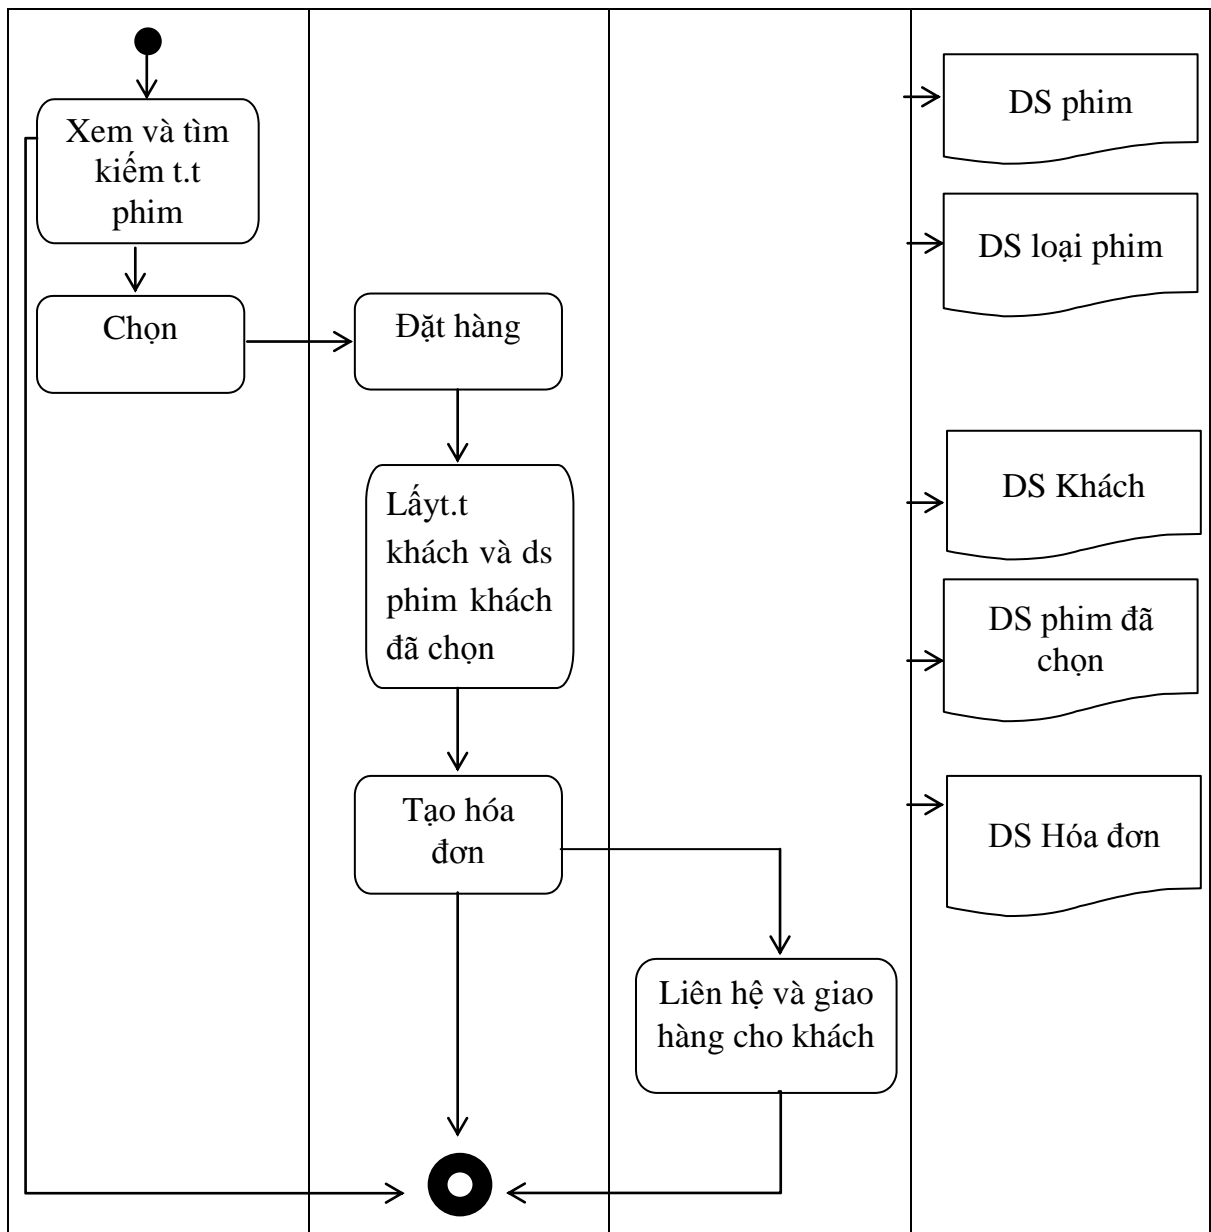 Xem và tìm
kiếm t.t
phim
Chọn
Đặt hàng
Lấyt.t
khách và ds
phim khách
đã chọn
Tạo hóa
đơn
Liên hệ và giao
hàng cho khách
DS phim
DS loại phim
DS Khách
DS phim đã
chọn
DS Hóa đơn